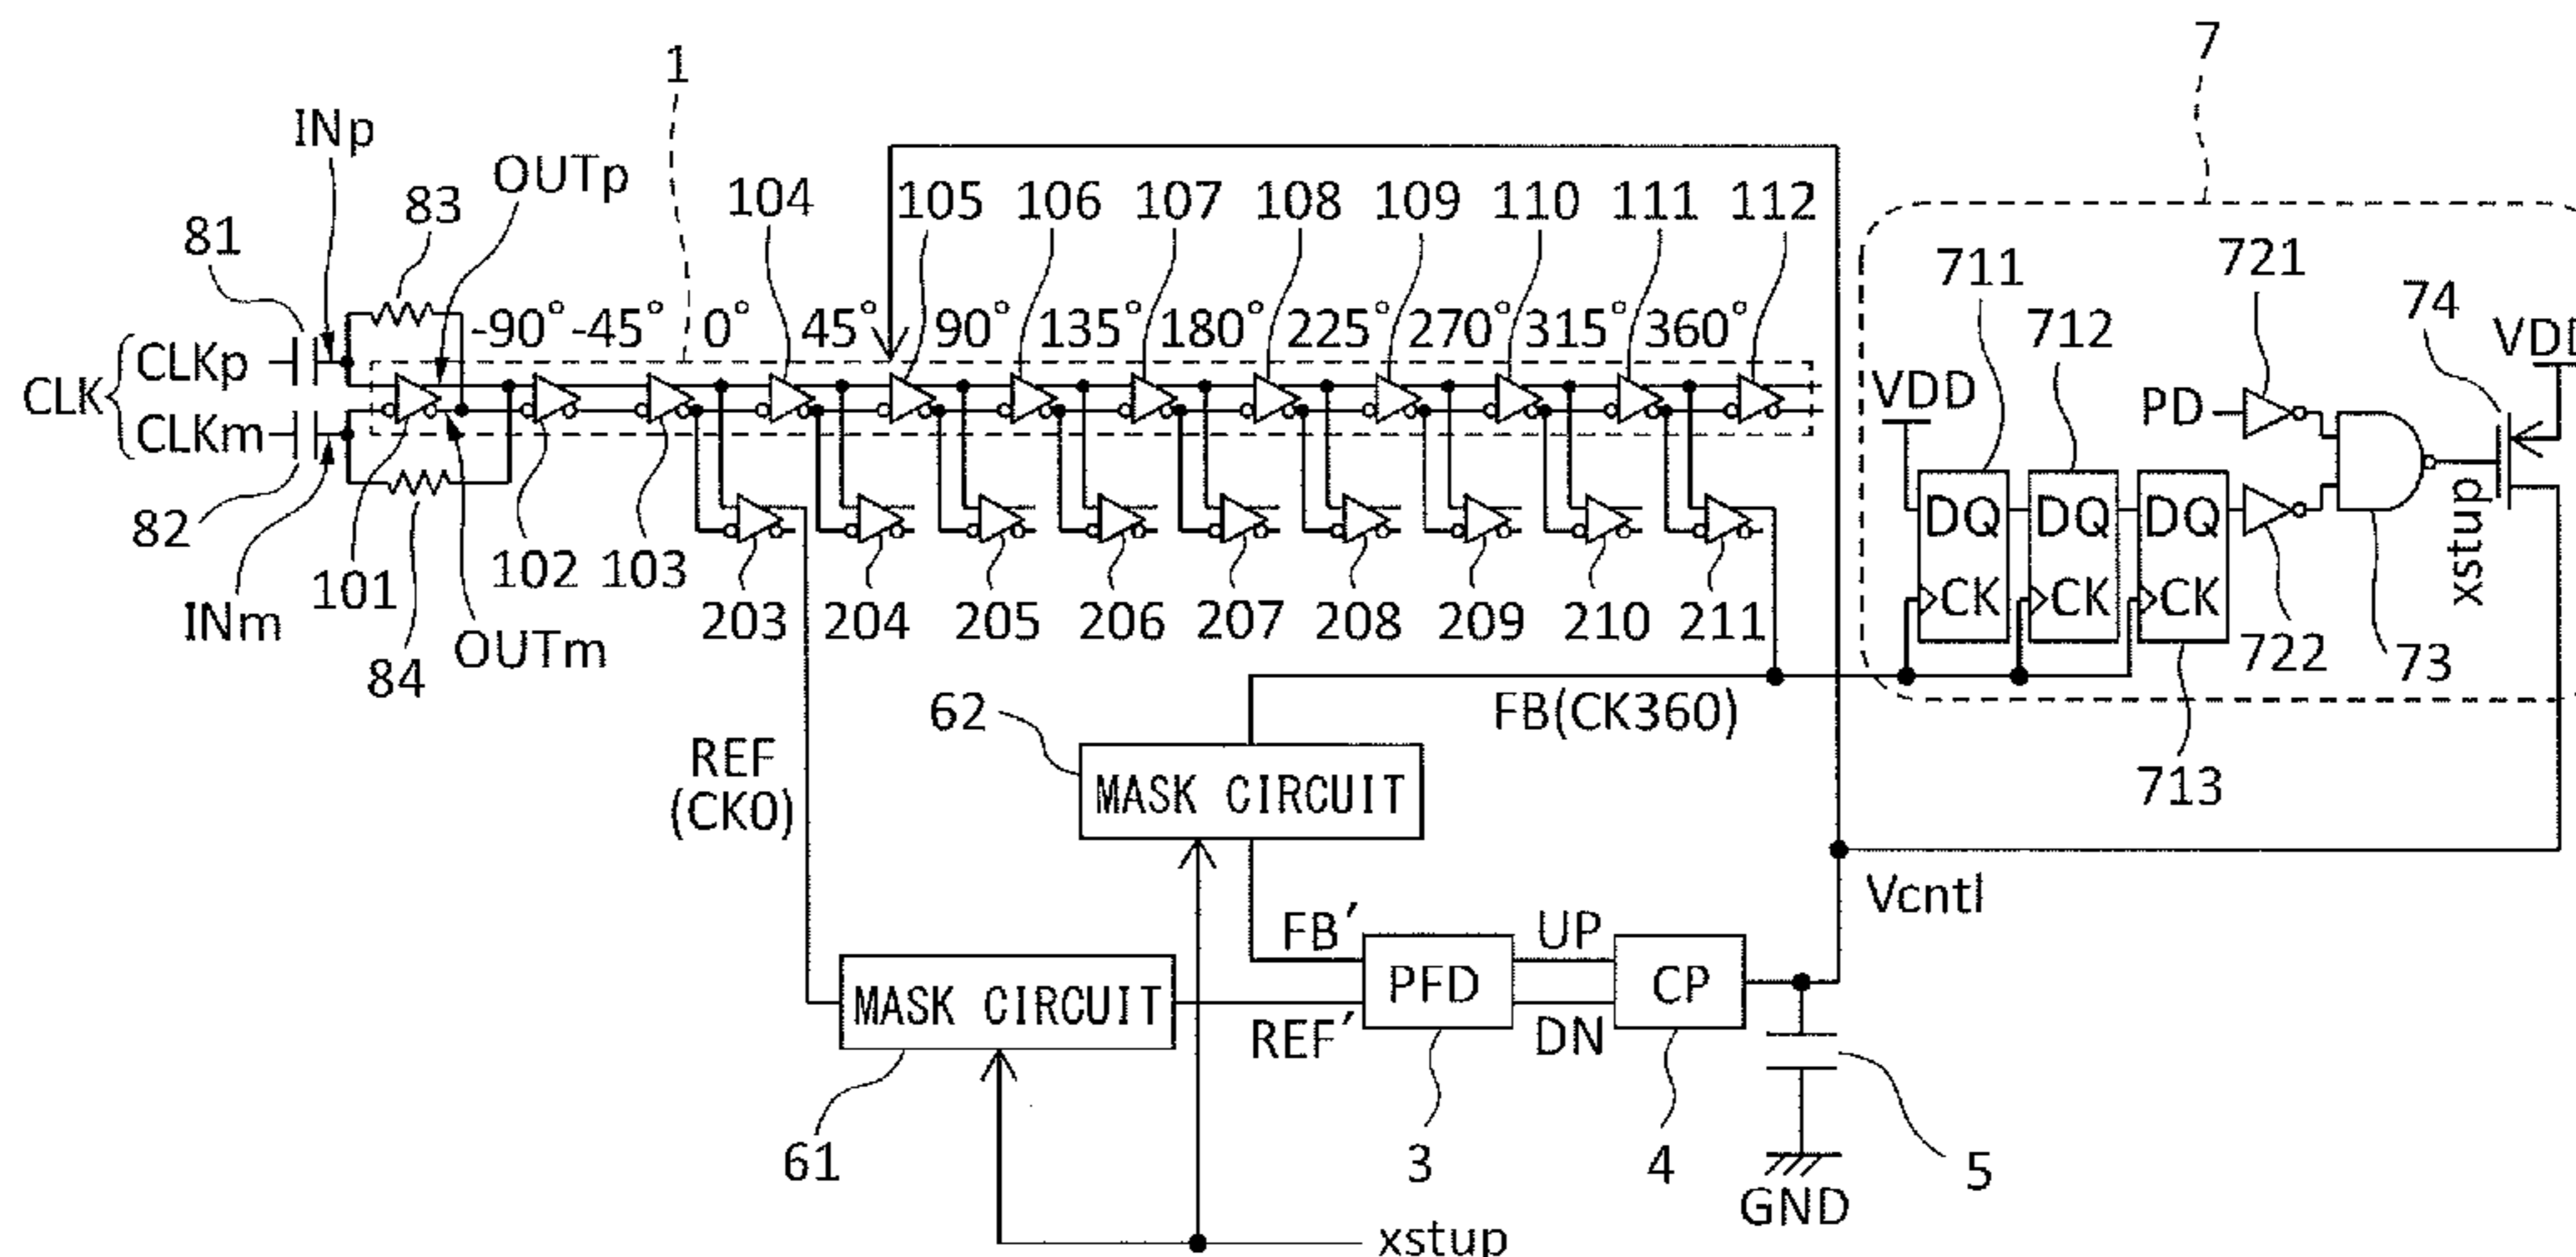 1
7
INp
OUTp
83
81
104
105
106
107
108
109
110
111
112
711
721
712
74
VDD
-90°
-45°
0°
45°
90°
135°
180°
225°
270°
315°
360°
CLK
CLKp
CLKm
VDD
PD
DQ
DQ
DQ
CK
CK
CK
xstup
82
101
102
103
INm
84
OUTm
203
204
205
206
207
208
209
210
211
722
73
713
FB(CK360)
62
REF
(CK0)
MASK CIRCUIT
Vcntl
FB′
UP
MASK CIRCUIT
PFD
CP
REF′
DN
61
3
4
5
GND
xstup